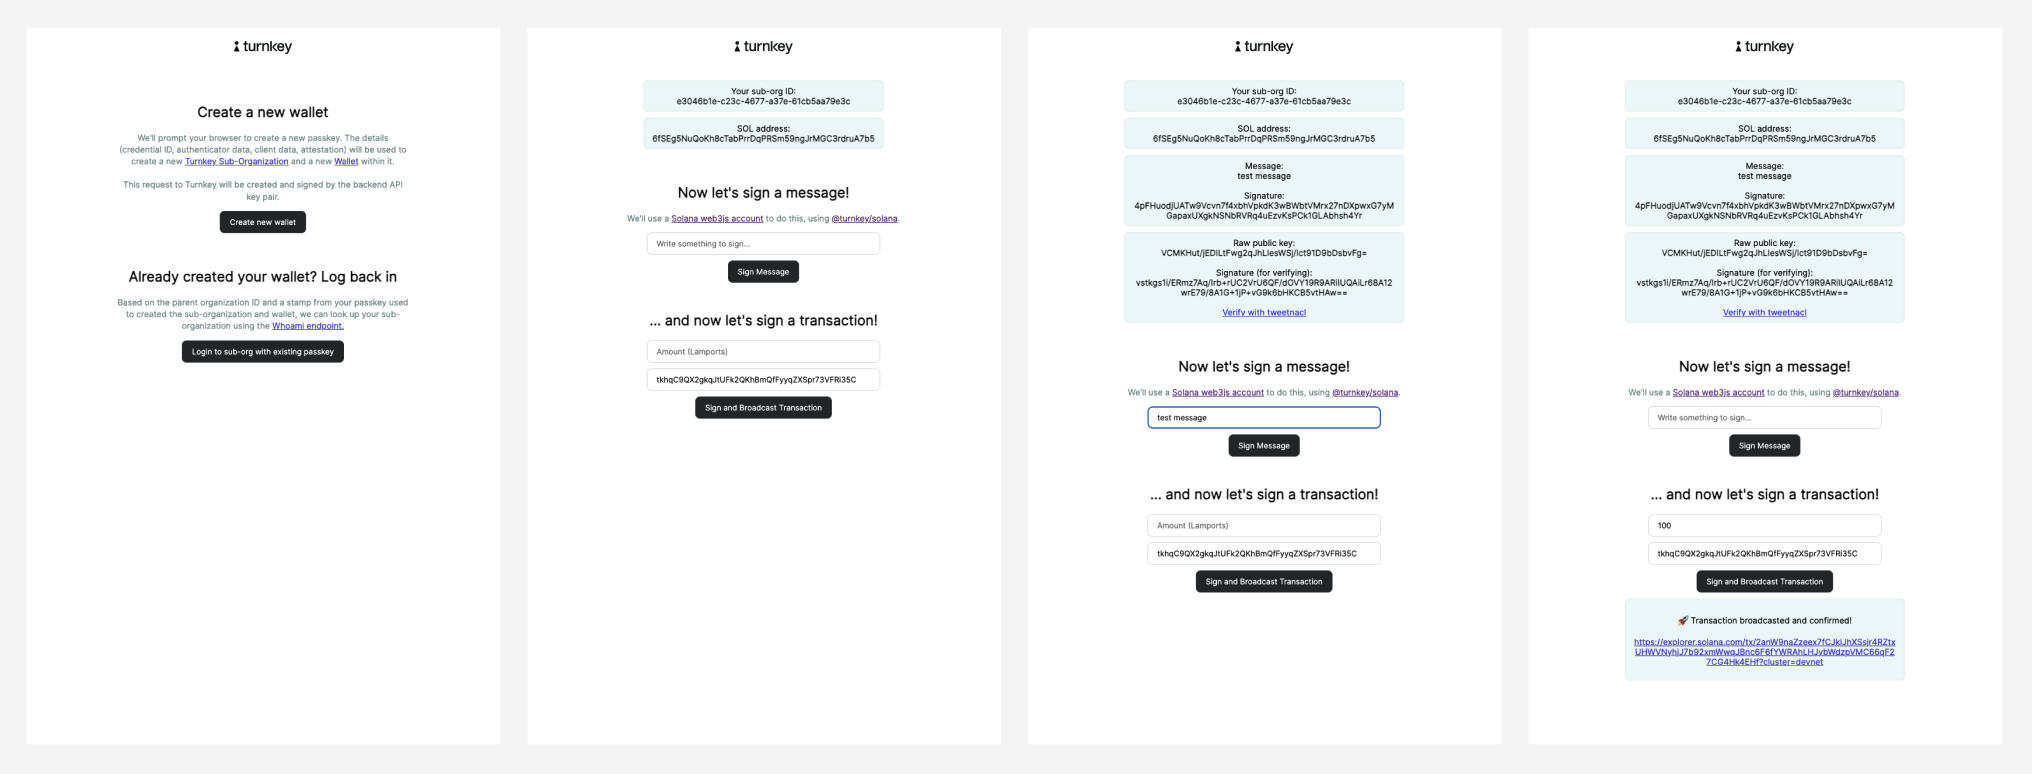 turnkey
Create a new wallet
We'll prompt your browser to create a new passkey. The details
(credential ID, authenticator data, client data, attestation) will be used to
create a new Turnkey Sub-Organization and a new Wallet within it.
This request to Turnkey will be created and signed by the backend API
key pair.
Create new wallet
Already created your wallet? Log back in
Based on the parent organization ID and a stamp from your passkey used
to created the sub-organization and wallet, we can look up your sub-
organization using the Whoami endpoint.
Login to sub-org with existing passkey
turnkey
Your sub-org ID:
e3046b1e-c23c-4677-a37e-61cb5aa79e3c
SOL address:
6fSEg5NuQoKh8cTabPrrDqPRSm59ngJrMGC3rdruA7b5
Now let's sign a message!
We'll use a Solana web3js account to do this, using @turnkey/solana.
Write something to sign...
Sign Message
... and now let's sign a transaction!
Amount (Lamports)
tkhqC9QX2gkqJtUFk2QKhBmQfFyyqZXSpr73VFRi35C
Sign and Broadcast Transaction
turnkey
Your sub-org ID:
e3046b1e-c23c-4677-a37e-61cb5aa79e3c
SOL address:
6fSEg5NuQoKh8cTabPrrDqPRSm59ngJrMGC3rdruA7b5
Message:
test message
Signature:
4pFHuodjUATw9Vcvn7f4xbhVpkdK3wBWbtVMrx27nDXpwxG7yM
GapaxUXgkNSNbRVRq4uEzvKsPCk1GLAbhsh4Yr
Raw public key:
VCMKHut/jEDILtFwg2qJhLIesWSj/lct91D9bDsbvFg=
Signature (for verifying):
vstkgs1i/ERmz7Aq/Irb+rUC2VrU6QF/dOVY19R9ARiIUQAiLr68A12
wrE79/8A1G+1jP+vG9k6bHKCB5vtHAw==
Verify with tweetnacl
Now let's sign a message!
We'll use a Solana web3js account to do this, using @turnkey/solana.
test message
Sign Message
... and now let's sign a transaction!
Amount (Lamports)
tkhqC9QX2gkqJtUFk2QKhBmQfFyyqZXSpr73VFRi35C
Sign and Broadcast Transaction
turnkey
Your sub-org ID:
e3046b1e-c23c-4677-a37e-61cb5aa79e3c
SOL address:
6fSEg5NuQoKh8cTabPrrDqPRSm59ngJrMGC3rdruA7b5
Message:
test message
Signature:
4pFHuodjUATw9Vcvn7f4xbhVpkdK3wBWbtVMrx27nDXpwxG7yM
GapaxUXgkNSNbRVRq4uEzvKsPCk1GLAbhsh4Yr
Raw public key:
VCMKHut/jEDILtFwg2qJhLIesWSj/lct91D9bDsbvFg=
Signature (for verifying):
vstkgs1i/ERmz7Aq/Irb+rUC2VrU6QF/dOVY19R9ARiIUQAiLr68A12
wrE79/8A1G+1jP+vG9k6bHKCB5vtHAw==
Verify with tweetnacl
Now let's sign a message!
We'll use a Solana web3js account to do this, using @turnkey/solana.
Write something to sign...
Sign Message
... and now let's sign a transaction!
100
tkhqC9QX2gkqJtUFk2QKhBmQfFyyqZXSpr73VFRi35C
Sign and Broadcast Transaction
🚀 Transaction broadcasted and confirmed!
https://explorer.solana.com/tx/2anW9naZzeex7fCJkiJhXSsjr4RZtx
UHWVNyhjJ7b92xmWwqJBnc6F6fYWRAhLHJvbWdzpVMC66qF2
7CG4Hk4EHf?cluster=devnet